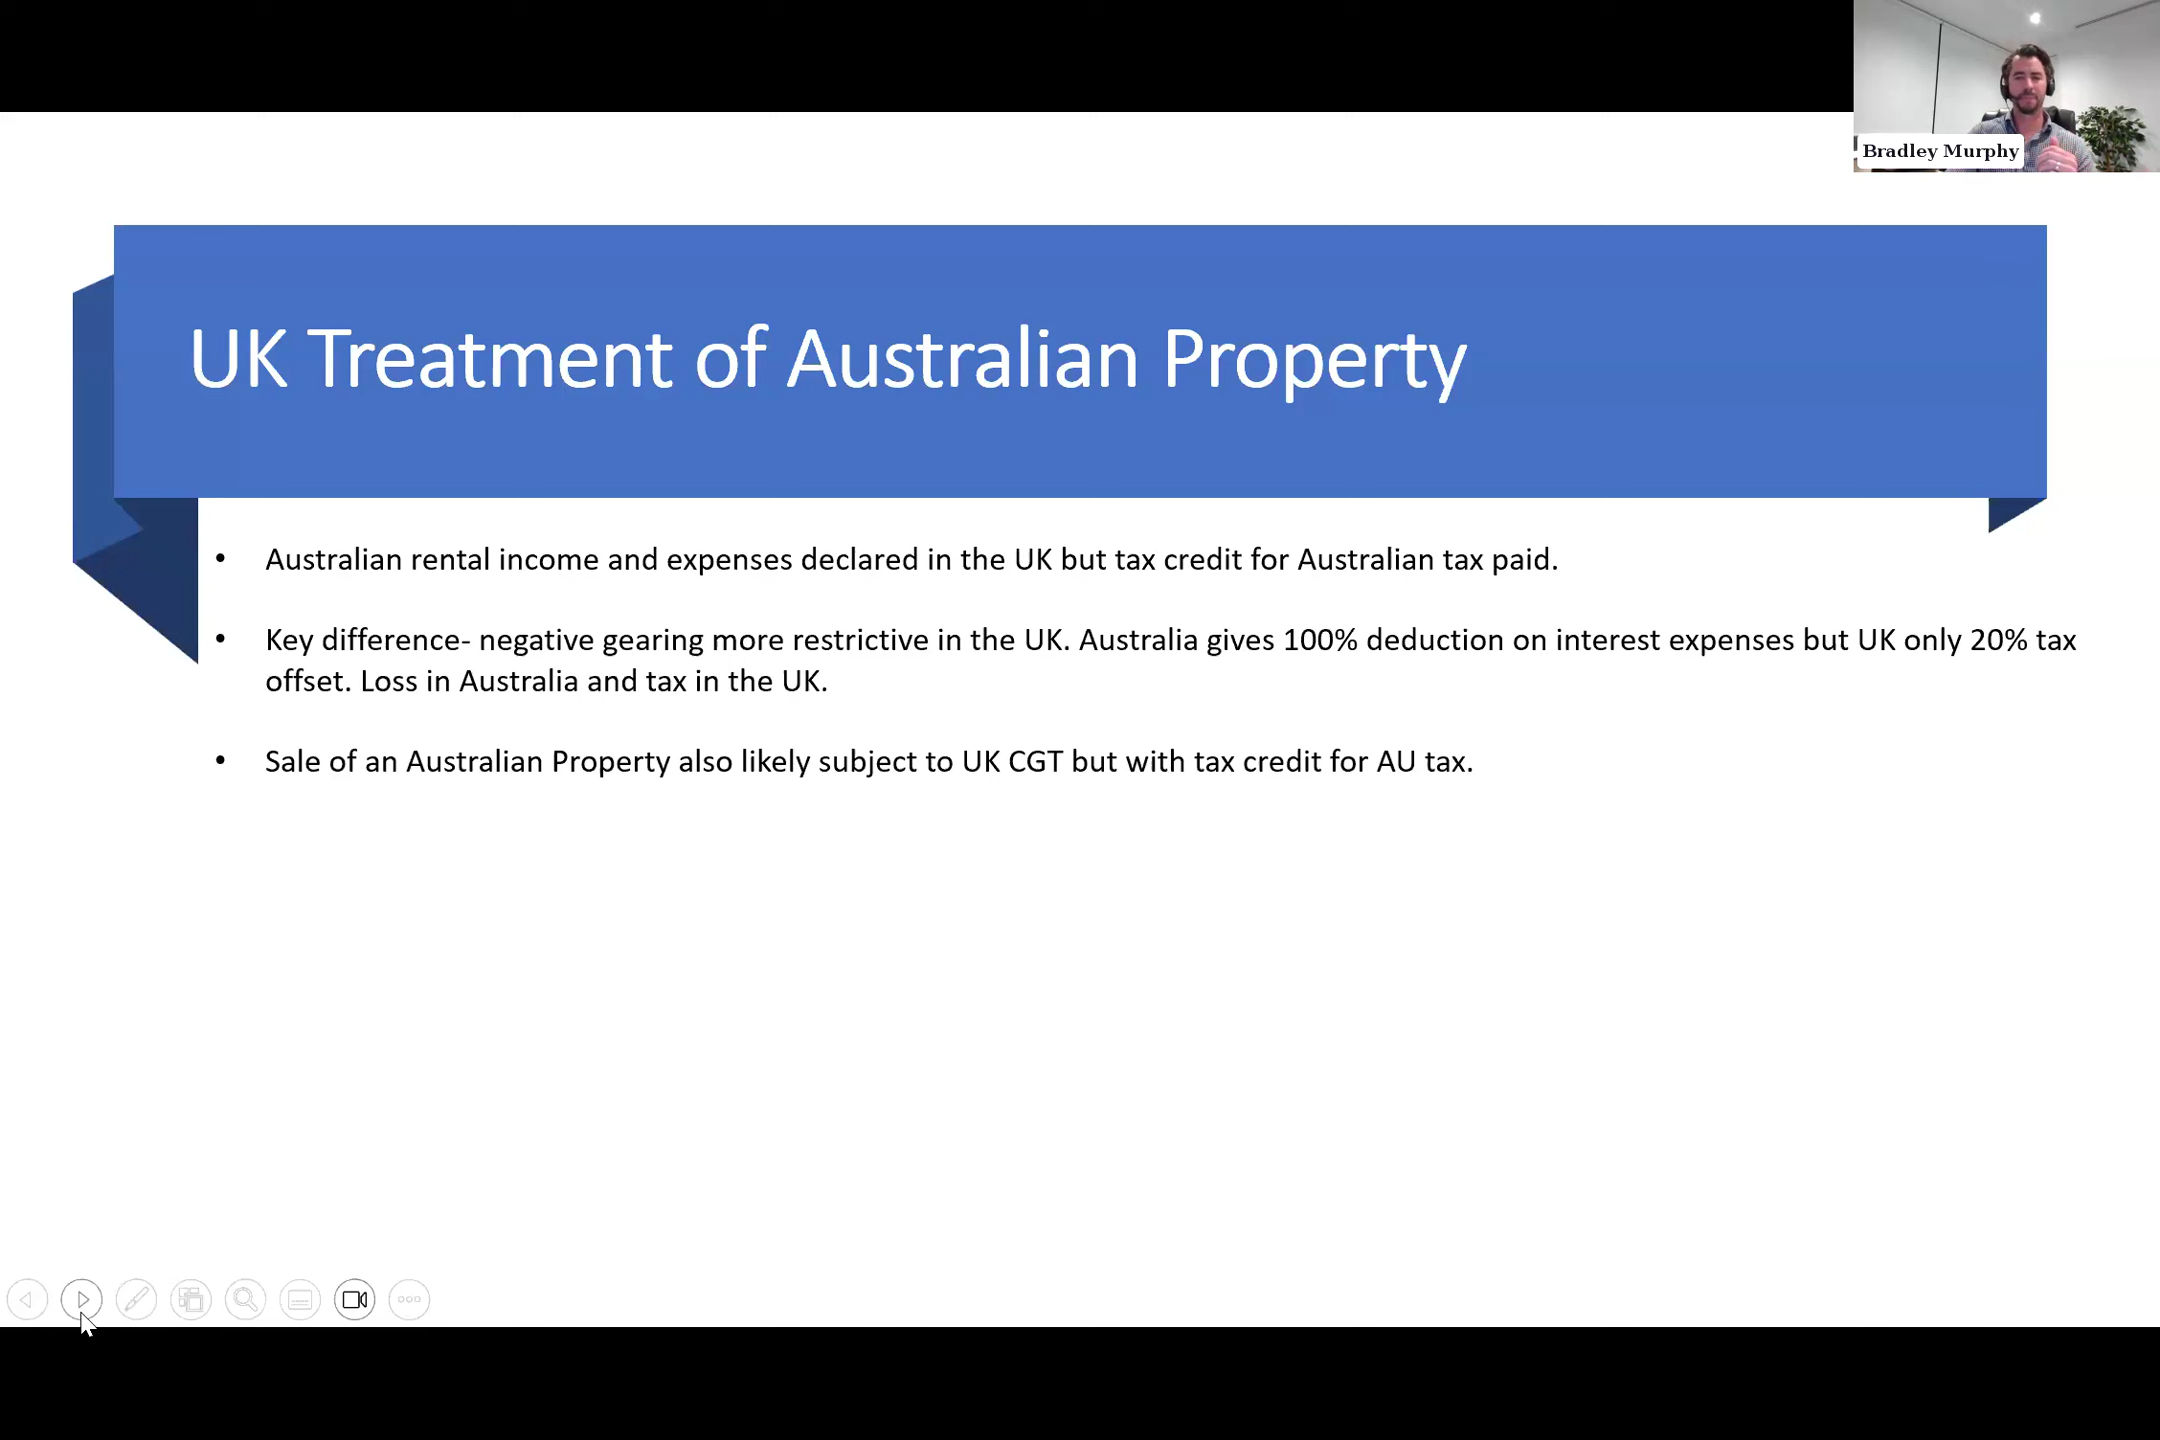 Bradley Murphy
UK Treatment of Australian Property
• Australian rental income and expenses declared in the UK but tax credit for Australian tax paid.
• Key difference- negative gearing more restrictive in the UK. Australia gives 100% deduction on interest expenses but UK only 20% tax
offset. Loss in Australia and tax in the UK.
• Sale of an Australian Property also likely subject to UK CGT but with tax credit for AU tax.